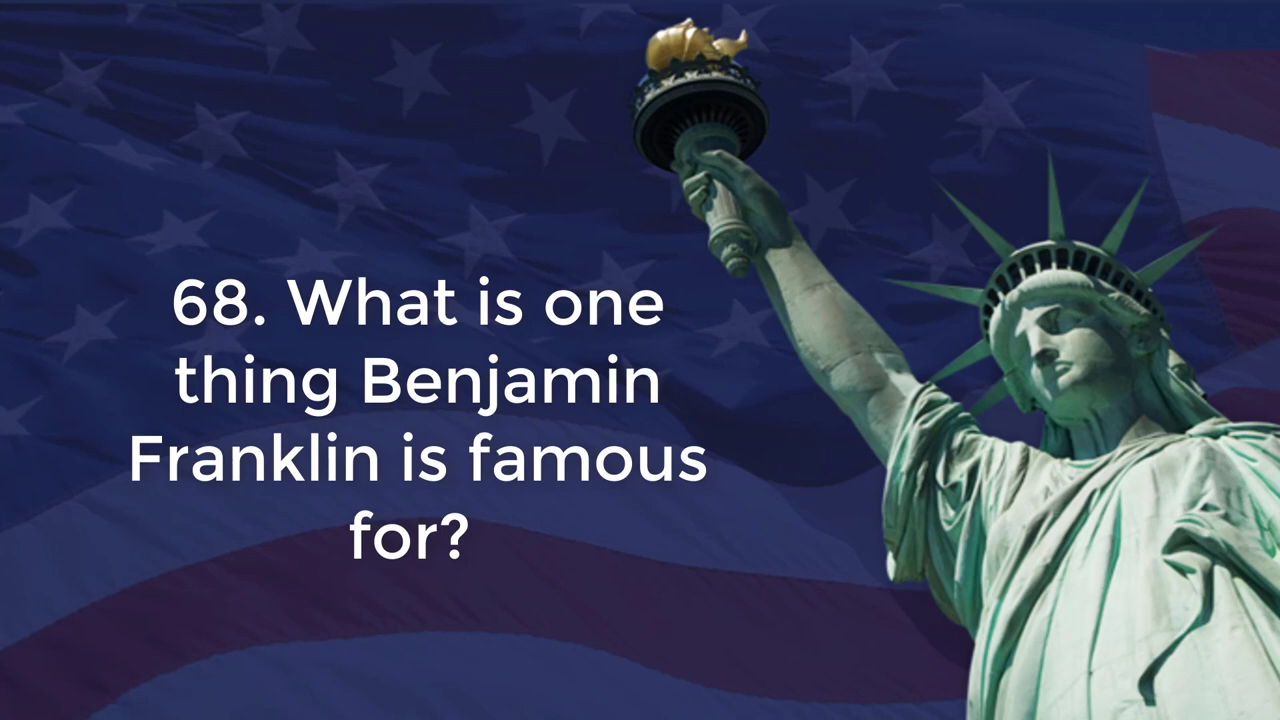 68. What is one
thing Benjamin
Franklin is famous
for?